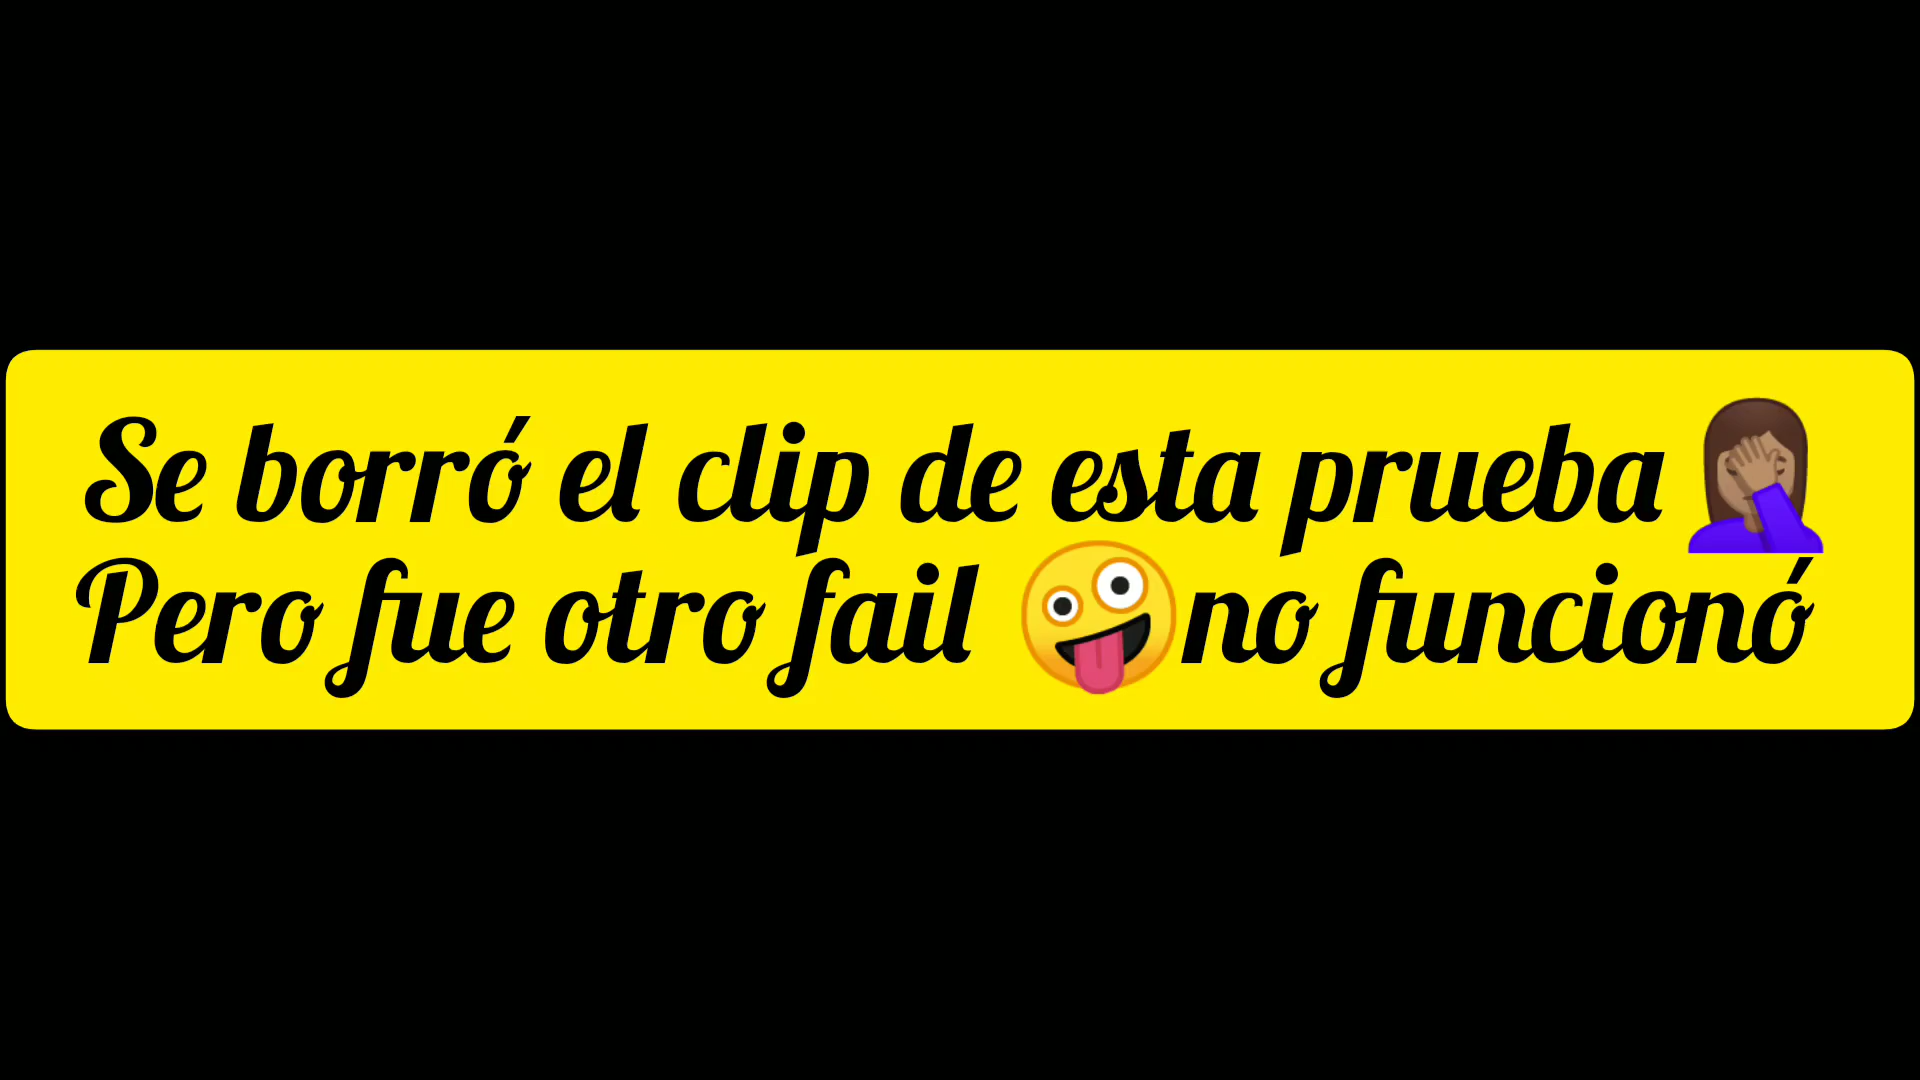 Se borró el clip de esta prueba🤦🏽‍♀️
Pero fue otro fail 🤪no funcionó